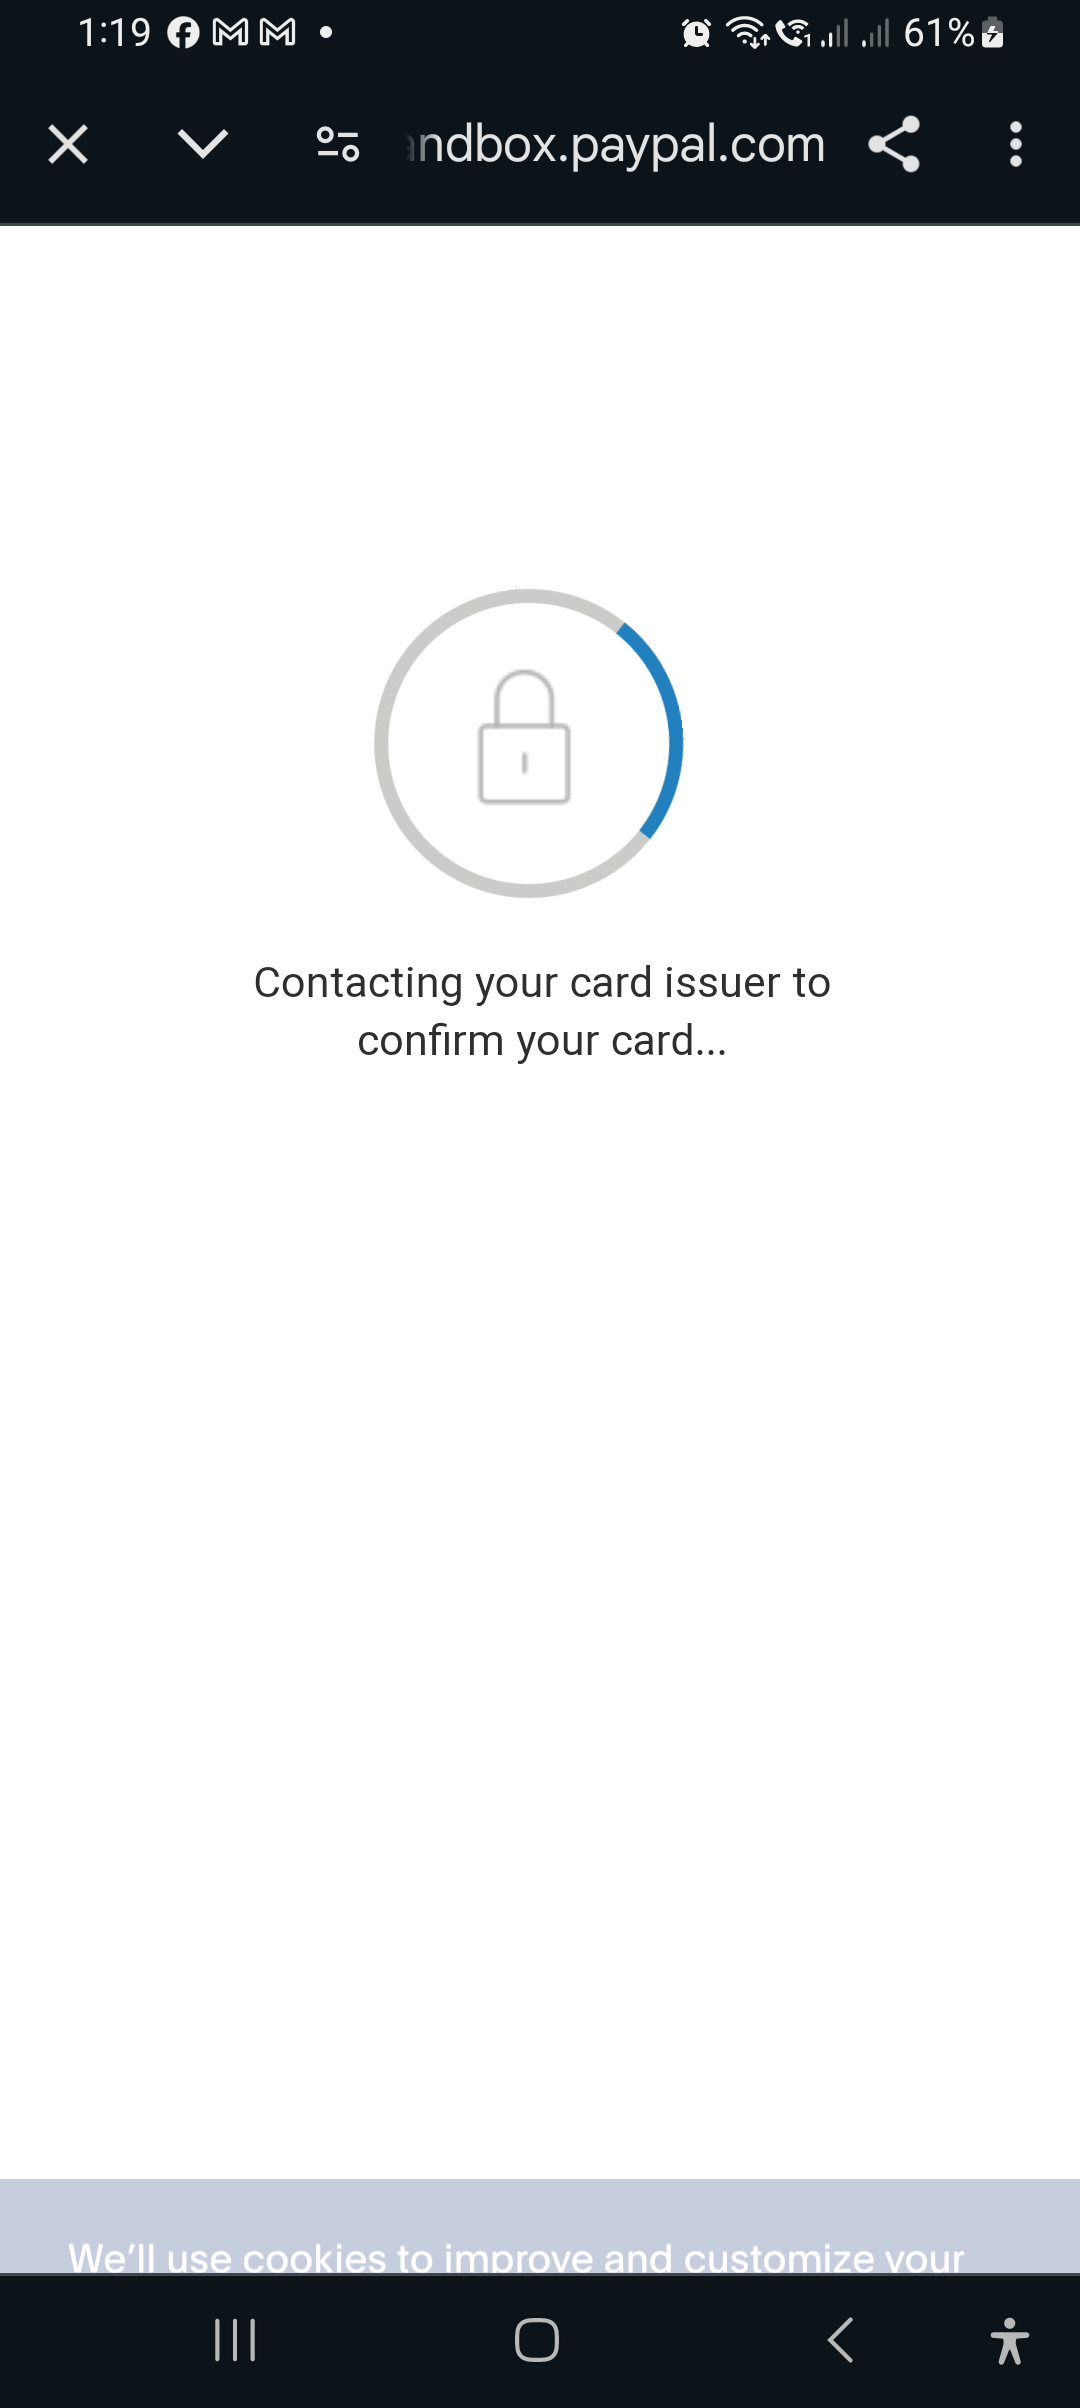 1:19 61%
andbox.paypal.com
Contacting your card issuer to
confirm your card...
We'll use cookies to improve and customize your